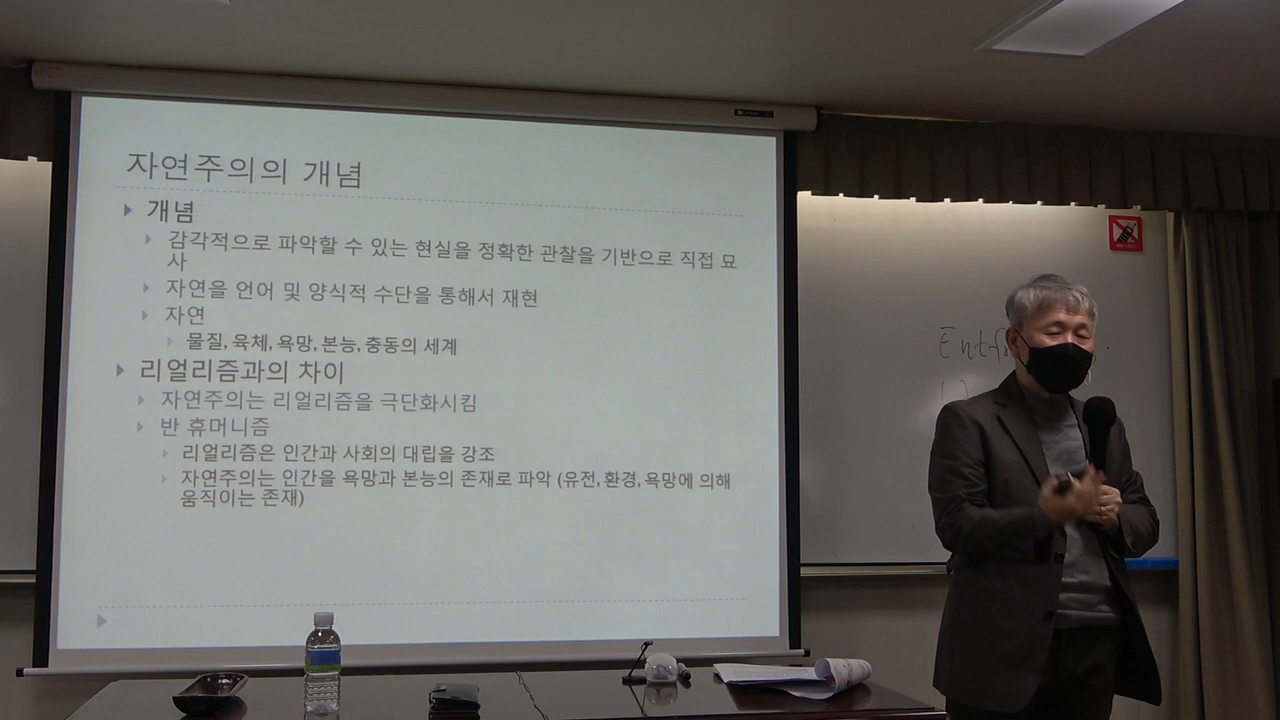 자연주의의 개념
개념
감각적으로 파악할 수 있는 현실을 정확한 관찰을 기반으로 직접 묘
사
자연을 언어 및 양식적 수단을 통해서 재현
자연
물질, 육체, 욕망, 본능, 충동의 세계
리얼리즘과의 차이
자연주의는 리얼리즘을 극단화시킴
반 휴머니즘
리얼리즘은 인간과 사회의 대립을 강조
자연주의는 인간을 욕망과 본능의 존재로 파악 (유전, 환경, 욕망에 의해
움직이는 존재)